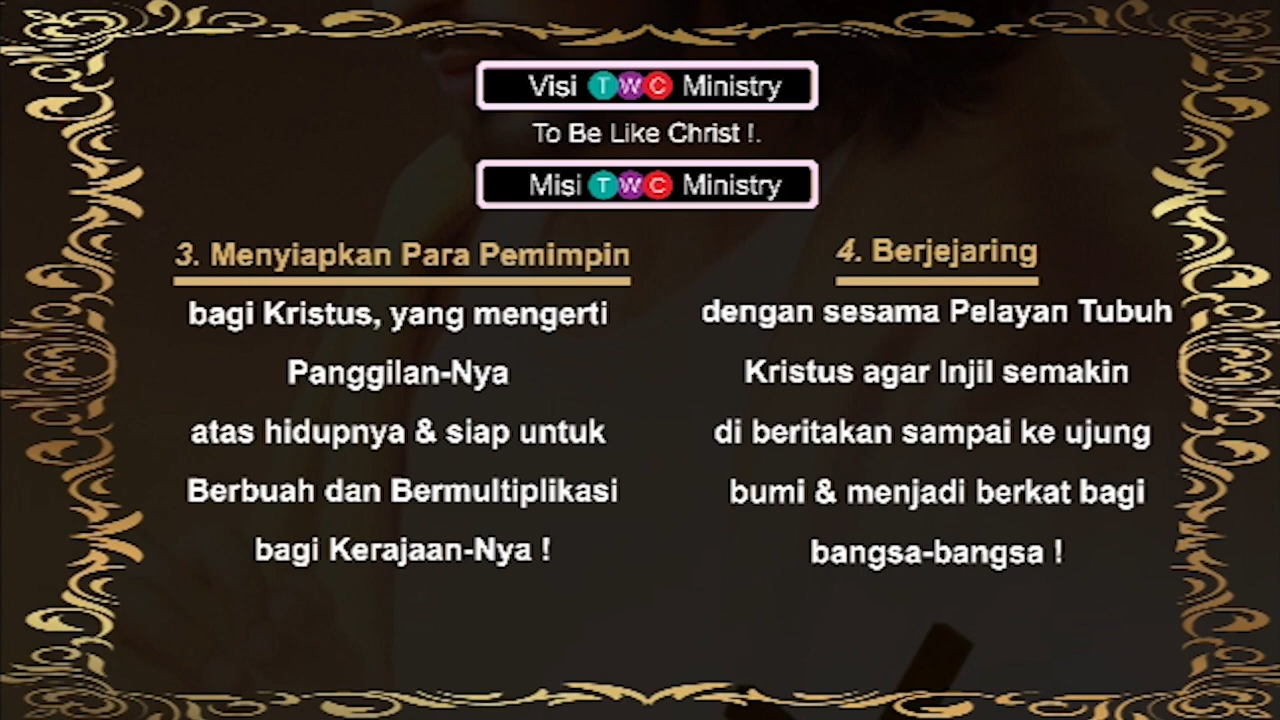 Visi TWC Ministry
To Be Like Christ !.
Misi TWC Ministry
3. Menyiapkan Para Pemimpin
bagi Kristus, yang mengerti
Panggilan-Nya
atas hidupnya & siap untuk
Berbuah dan Bermultiplikasi
bagi Kerajaan-Nya !
4. Berjejaring
dengan sesama Pelayan Tubuh
Kristus agar Injil semakin
di beritakan sampai ke ujung
bumi & menjadi berkat bagi
bangsa-bangsa !